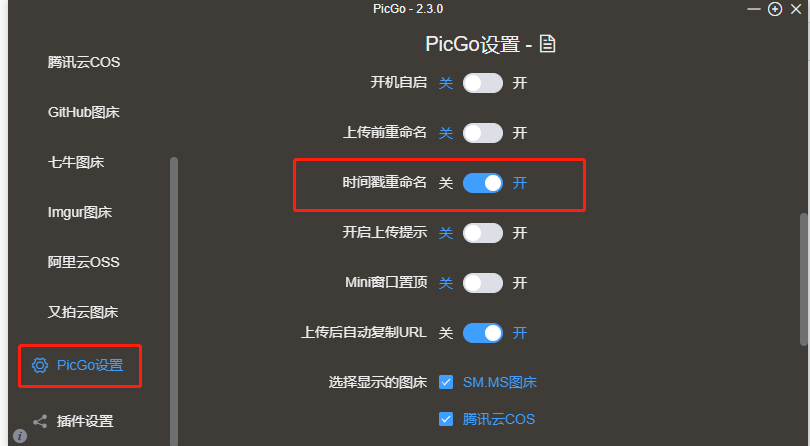 PicGo - 2.3.0
腾讯云COS
GitHub图床
七牛图床
Imgur图床
阿里云OSS
又拍云图床
PicGo设置
插件设置
PicGo设置 -
开机自启 关 开
上传前重命名 关 开
时间戳重命名 关 开
开启上传提示 关 开
Mini窗口置顶 关 开
上传后自动复制URL 关 开
选择显示的图床 SM.MS图床
腾讯云COS